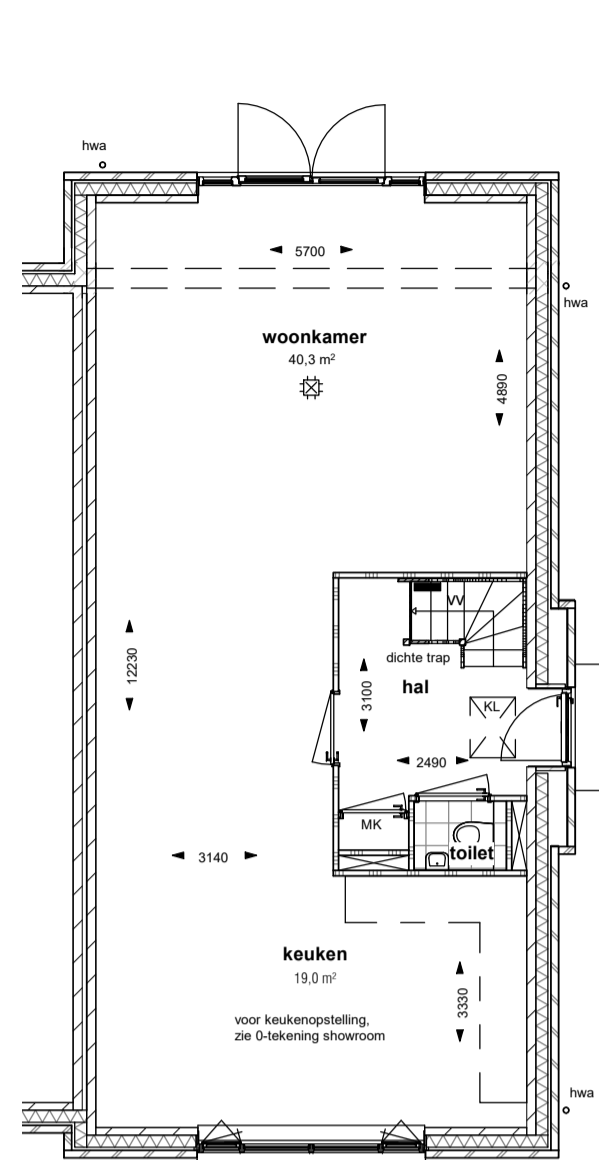 hwa
5700
hwa
woonkamer
40,3 m²
4890
VV
dichte trap
12230
3100
hal
KL
2490
MK
toilet
3140
keuken
19,0 m²
3330
voor keukenopstelling,
zie 0-tekening showroom
hwa